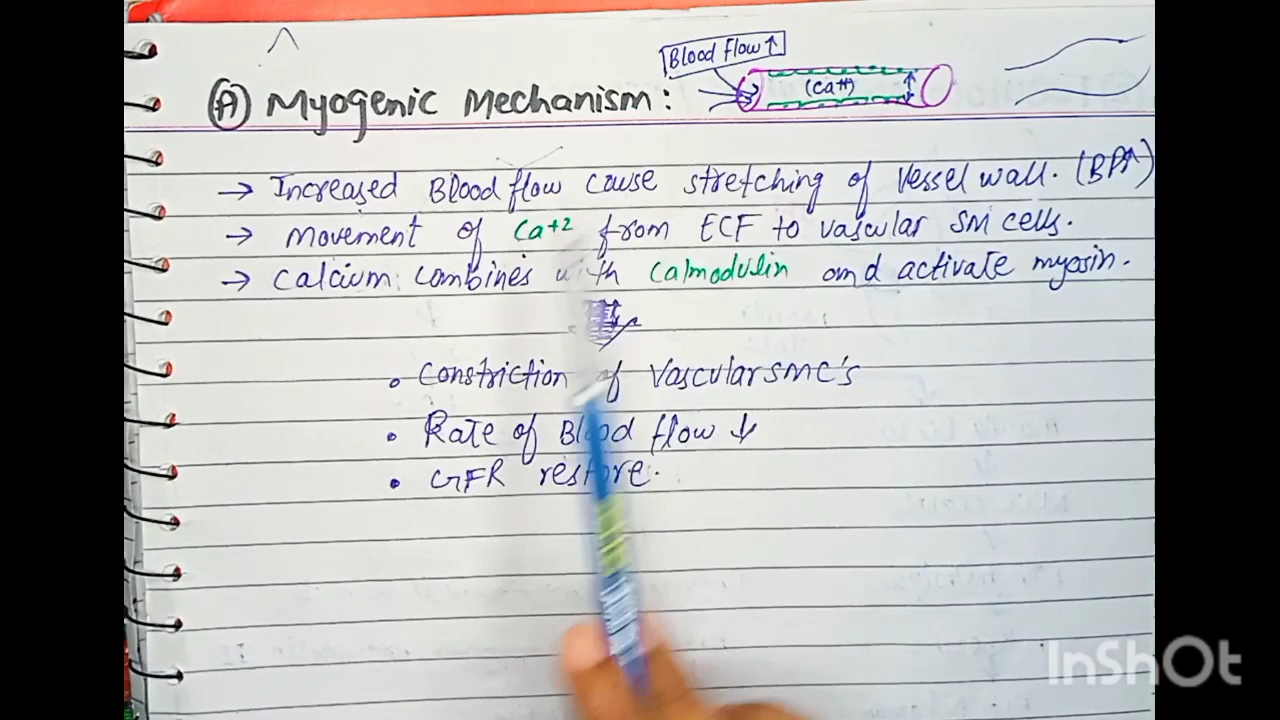 Blood Flow ↑
(A) Myogenic Mechanism:
(Ca++)
→ Increased Blood flow cause stretching of Vessel wall. (BP↑)
→ Movement of Ca+2 from ECF to vascular SM cells.
→ Calcium combines with Calmodulin and activate myosin.
• Constriction of Vascular SMC's
• Rate of Blood flow ↓
• GFR restore.
InShOt